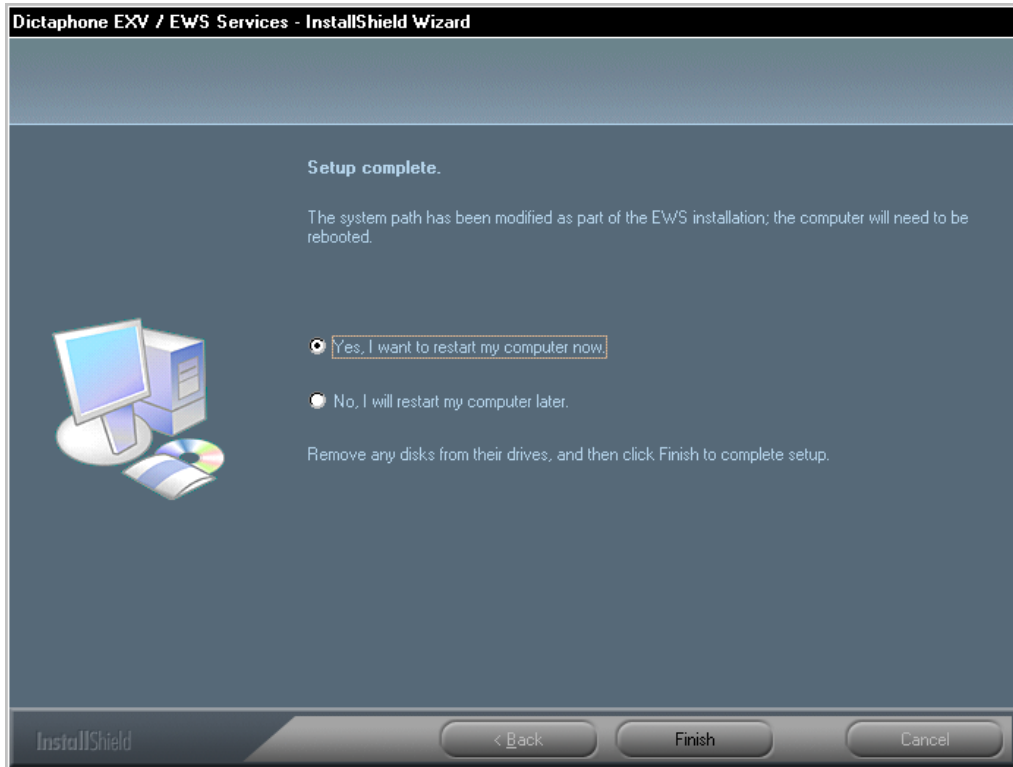 Dictaphone EXV / EWS Services - InstallShield Wizard
Setup complete.
The system path has been modified as part of the EWS installation; the computer will need to be
rebooted.
Yes, I want to restart my computer now.
No, I will restart my computer later.
Remove any disks from their drives, and then click Finish to complete setup.
InstallShield
< Back
Finish
Cancel